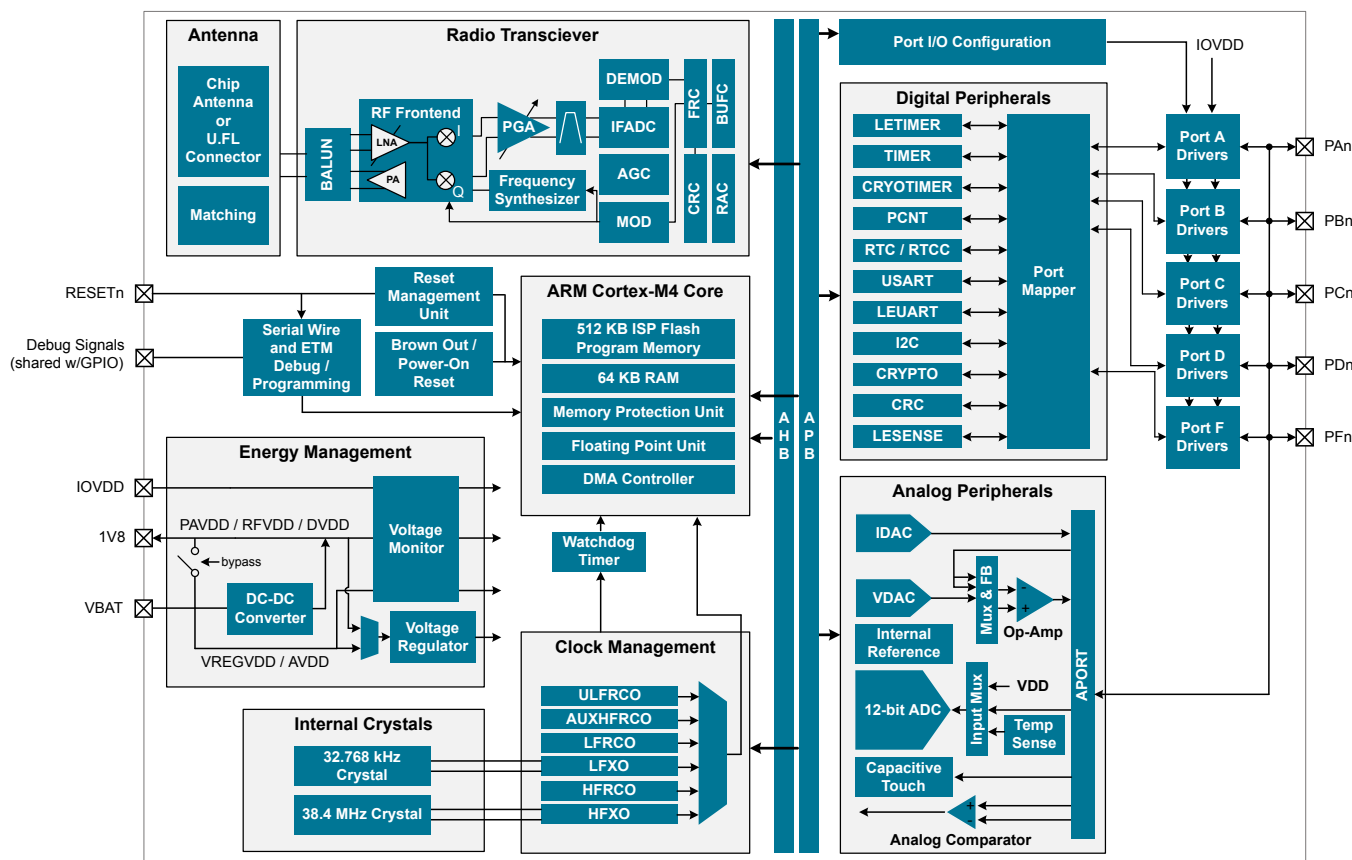 Antenna
Chip
Antenna
or
U.FL
Connector
Matching
Radio Transciever
BALUN
RF Frontend
LNA
PA
I
Q
PGA
Frequency
Synthesizer
DEMOD
IFADC
AGC
MOD
FRC
BUFC
CRC
RAC
RESETn
Debug Signals
(shared w/GPIO)
Serial Wire
and ETM
Debug /
Programming
Reset
Management
Unit
Brown Out /
Power-On
Reset
ARM Cortex-M4 Core
512 KB ISP Flash
Program Memory
64 KB RAM
Memory Protection Unit
Floating Point Unit
DMA Controller
Watchdog
Timer
Energy Management
IOVDD
1V8
VBAT
PAVDD / RFVDD / DVDD
bypass
DC-DC
Converter
Voltage
Monitor
Voltage
Regulator
VREGVDD / AVDD
Internal Crystals
32.768 kHz
Crystal
38.4 MHz Crystal
Clock Management
ULFRCO
AUXHFRCO
LFRCO
LFXO
HFRCO
HFXO
AHB
APB
Port I/O Configuration
IOVDD
Digital Peripherals
LETIMER
TIMER
CRYOTIMER
PCNT
RTC / RTCC
USART
LEUART
I2C
CRYPTO
CRC
LESENSE
Port
Mapper
Port A
Drivers
Port B
Drivers
Port C
Drivers
Port D
Drivers
Port F
Drivers
PAn
PBn
PCn
PDn
PFn
Analog Peripherals
IDAC
VDAC
Mux & FB
-
+
Op-Amp
Internal
Reference
12-bit ADC
Input Mux
VDD
Temp
Sense
Capacitive
Touch
+
-
Analog Comparator
APORT